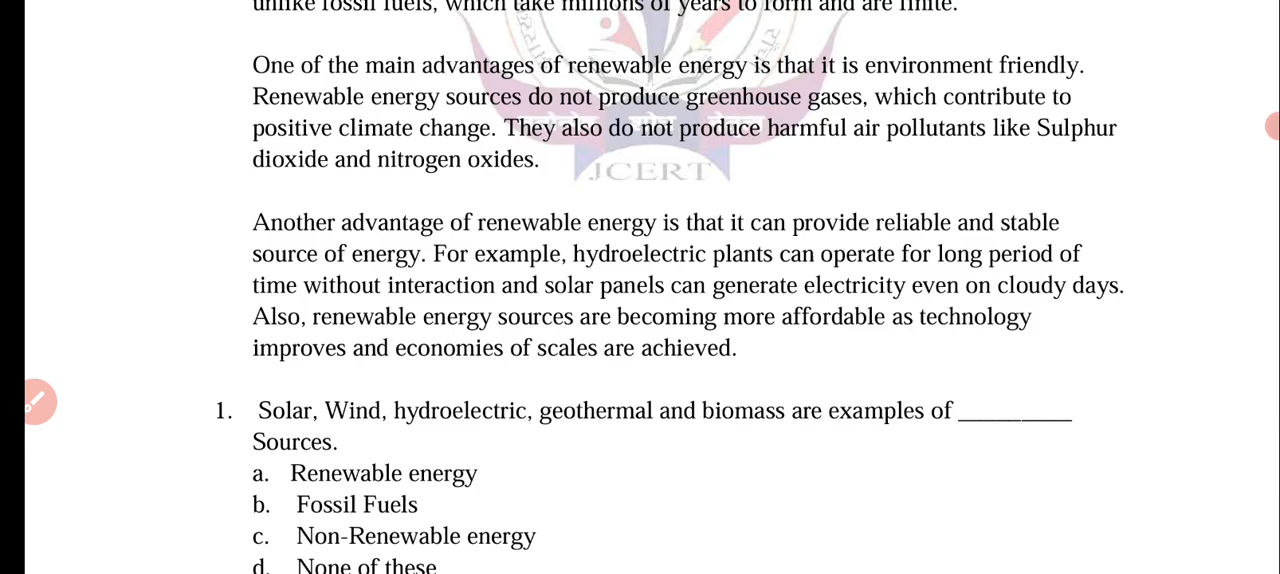 unlike fossil fuels, which take millions of years to form and are finite.
One of the main advantages of renewable energy is that it is environment friendly.
Renewable energy sources do not produce greenhouse gases, which contribute to
positive climate change. They also do not produce harmful air pollutants like Sulphur
dioxide and nitrogen oxides.
JCERT
Another advantage of renewable energy is that it can provide reliable and stable
source of energy. For example, hydroelectric plants can operate for long period of
time without interaction and solar panels can generate electricity even on cloudy days.
Also, renewable energy sources are becoming more affordable as technology
improves and economies of scales are achieved.
1. Solar, Wind, hydroelectric, geothermal and biomass are examples of _________
Sources.
a. Renewable energy
b. Fossil Fuels
c. Non-Renewable energy
d. None of these